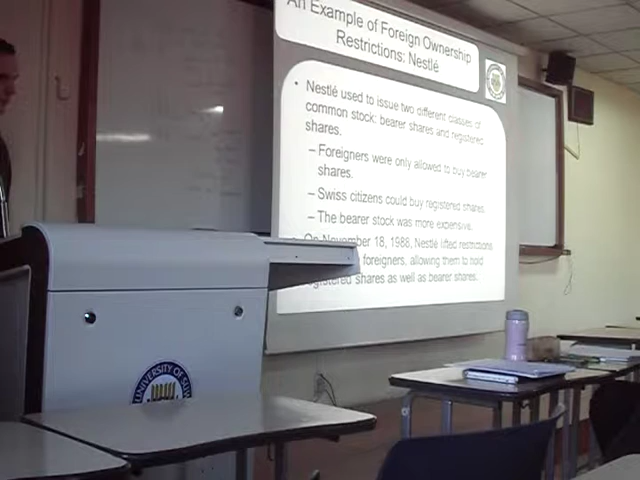 An Example of Foreign Ownership
Restrictions: Nestlé
• Nestlé used to issue two different classes of
common stock: bearer shares and registered
shares.
– Foreigners were only allowed to buy bearer
shares.
– Swiss citizens could buy registered shares
– The bearer stock was more expensive.
On November 18, 1988, Nestlé lifted restrictions
foreigners, allowing them to hold
registered shares as well as bearer shares.
UNIVERSITY OF